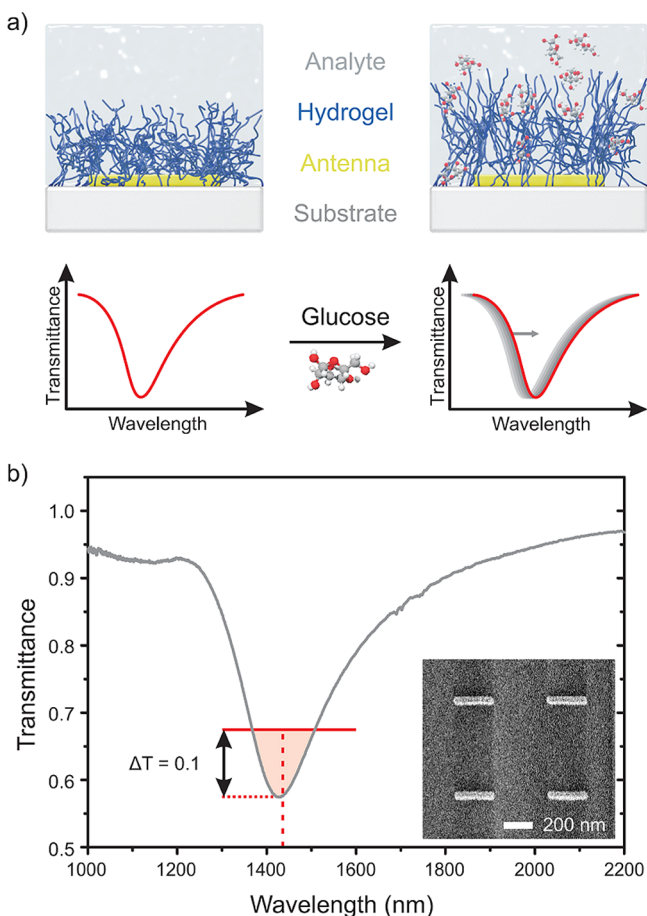 a)
Analyte
Hydrogel
Antenna
Substrate
Transmittance
Wavelength
Glucose
Transmittance
Wavelength
b)
Transmittance
1.0
0.9
0.8
0.7
0.6
0.5
ΔT = 0.1
200 nm
1000 1200 1400 1600 1800 2000 2200
Wavelength (nm)